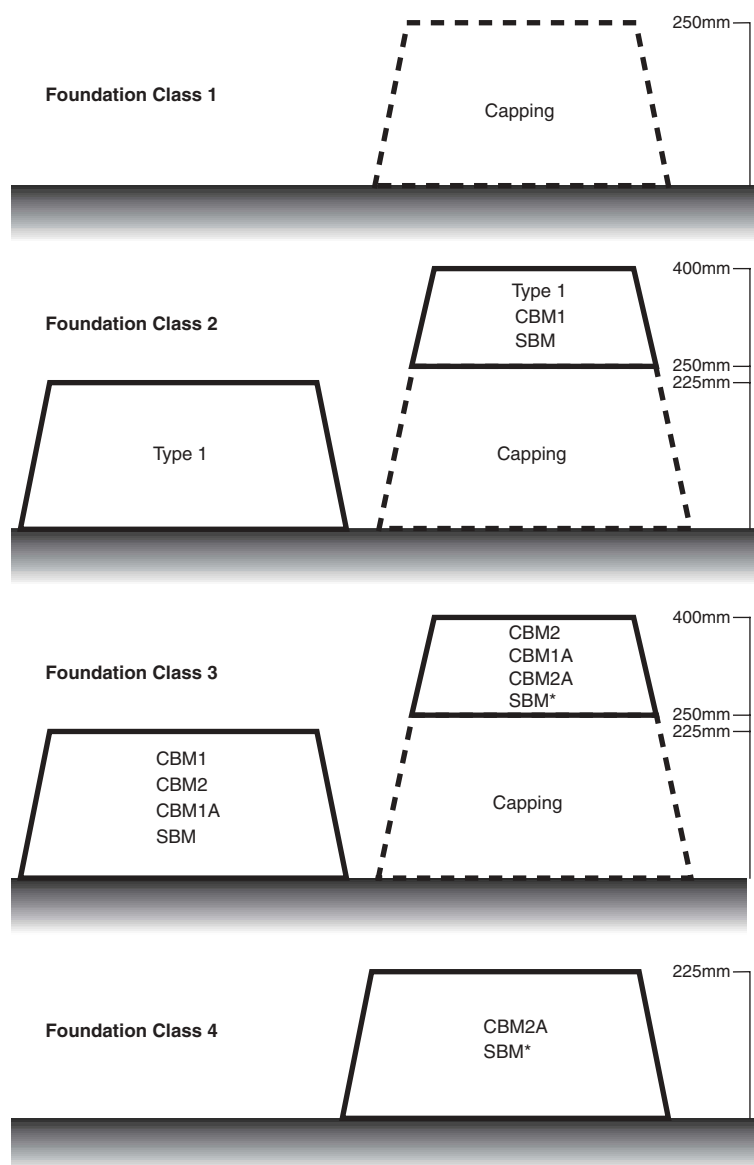 250mm
Foundation Class 1
Capping
400mm
Type 1
CBM1
SBM
Foundation Class 2
250mm
225mm
Type 1
Capping
400mm
CBM2
CBM1A
CBM2A
SBM*
Foundation Class 3
250mm
225mm
CBM1
CBM2
CBM1A
SBM
Capping
225mm
Foundation Class 4
CBM2A
SBM*